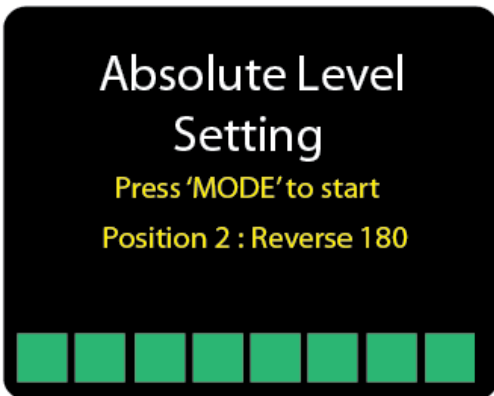 Absolute Level
Setting
Press ‘MODE’ to start
Position 2 : Reverse 180